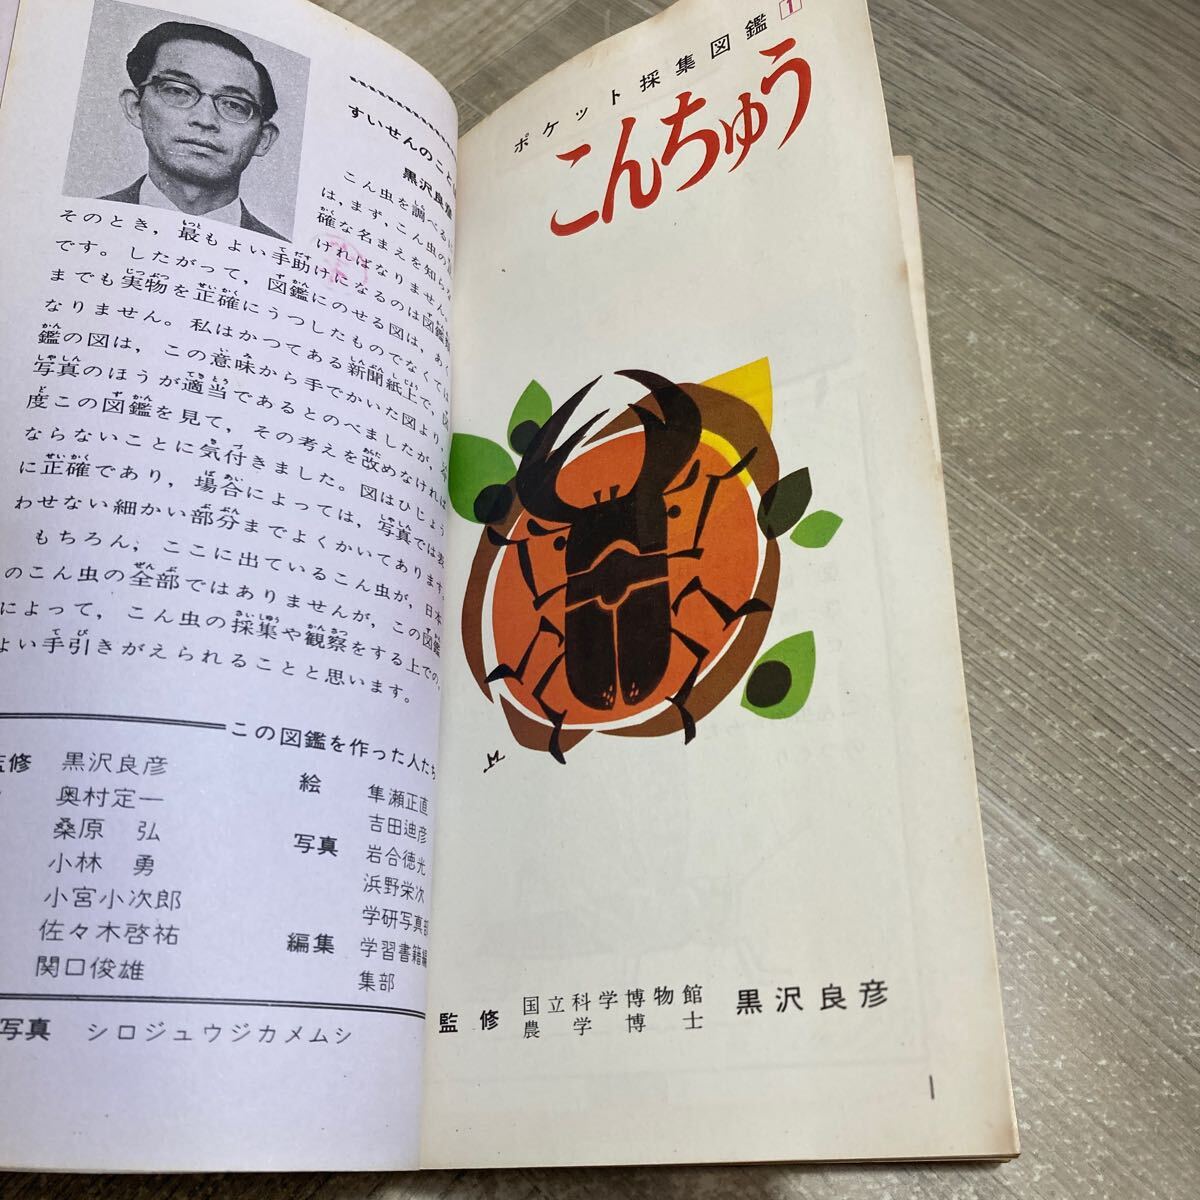 すいせんのこと
黒沢良彦
こん虫を調べる
は,まず,こん虫の
確な名まえを知らな
ければなりません。
そのとき,最もよい手助けになるのは図鑑
です。したがって,図鑑にのせる図は,あく
までも実物を正確にうつしたものでなくては
なりません。私はかつてある新聞紙上で,図
鑑の図は,この意味から手でかいた図より,
写真のほうが適当であるとのべましたが,今
度この図鑑を見て,その考えを改めなければ
ならないことに気付きました。図はひじょう
に正確であり,場合によっては,写真では表
わせない細かい部分までよくかいてあります。
もちろん,ここに出ているこん虫が,日本
のこん虫の全部ではありませんが,この図鑑
によって,こん虫の採集や観察をする上での,
よい手引きがえられることと思います。
この図鑑を作った人たち
監修 黒沢良彦
奥村定一
桑原 弘
小林 勇
小宮小次郎
佐々木啓祐
関口俊雄
絵 隼瀬正直
吉田迪彦
写真 岩合徳光
浜野栄次
学研写真部
編集 学習書籍編
集部
写真 シロジュウジカメムシ
ポケット採集図鑑 1
こんちゅう
監修 国立科学博物館
農学博士
黒沢良彦
1